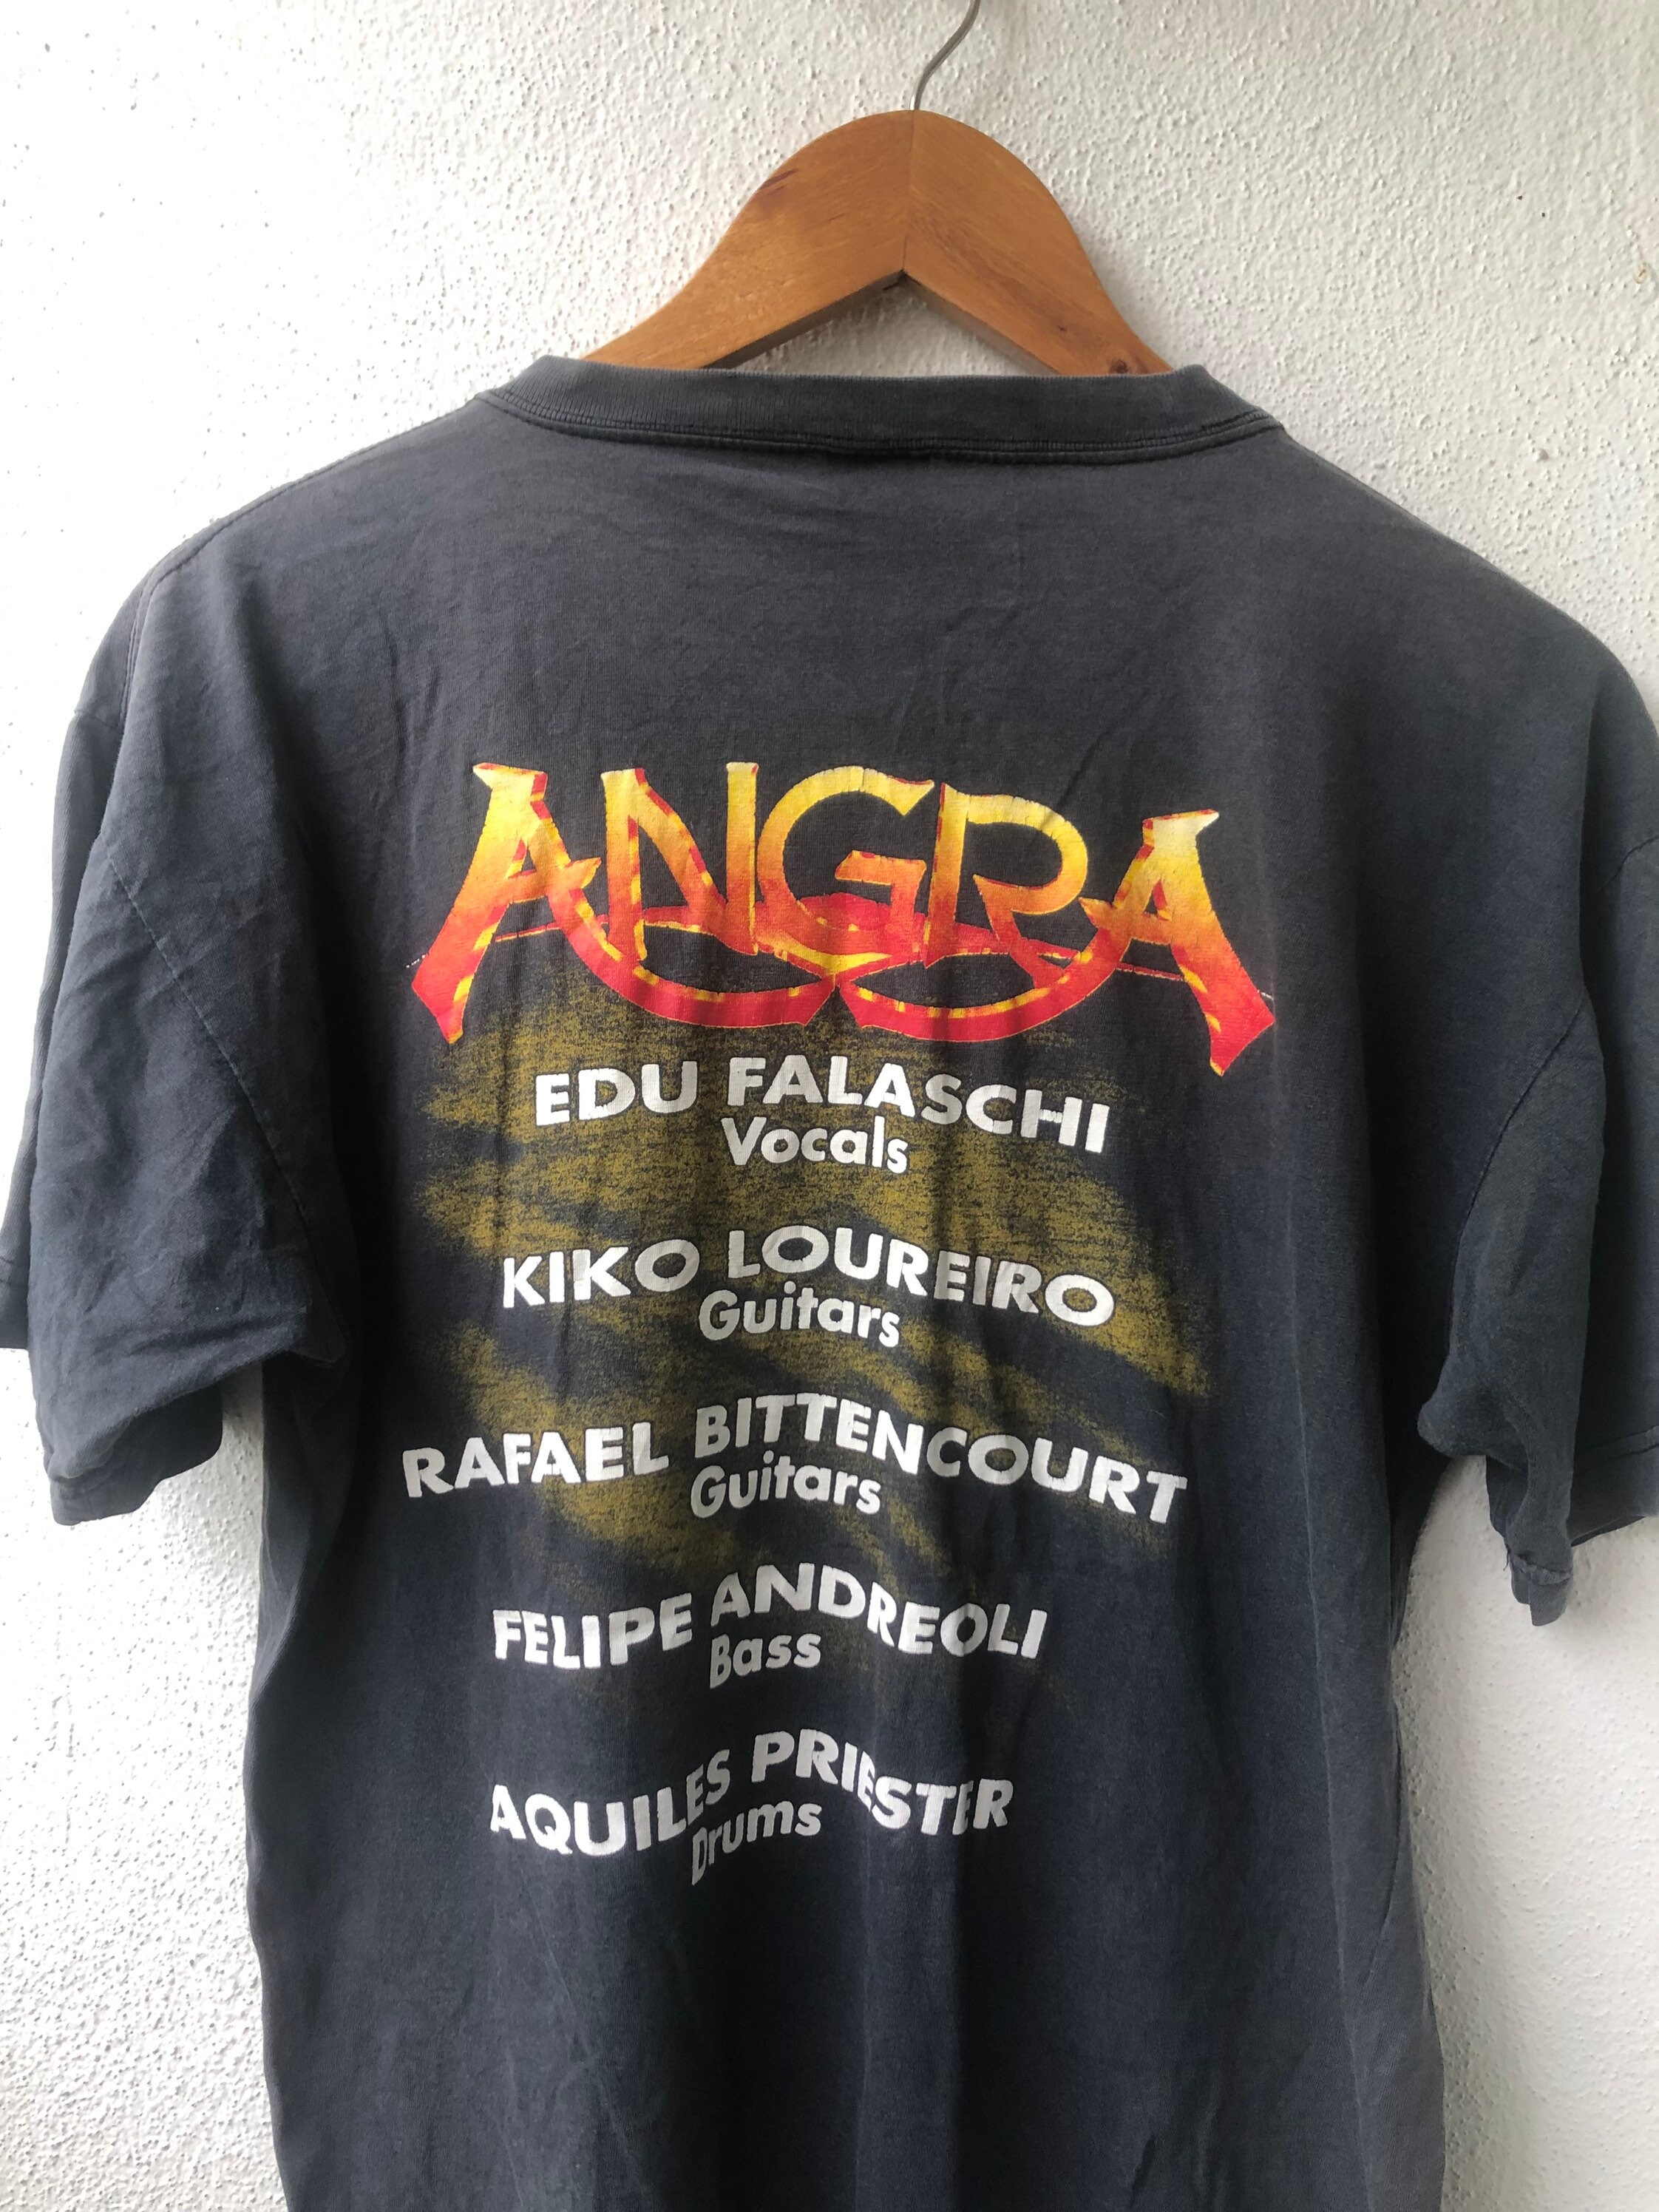 ANGRA
EDU FALASCHI
Vocals
KIKO LOUREIRO
Guitars
RAFAEL BITTENCOURT
Guitars
FELIPE ANDREOLI
Bass
AQUILES PRIESTER
Drums